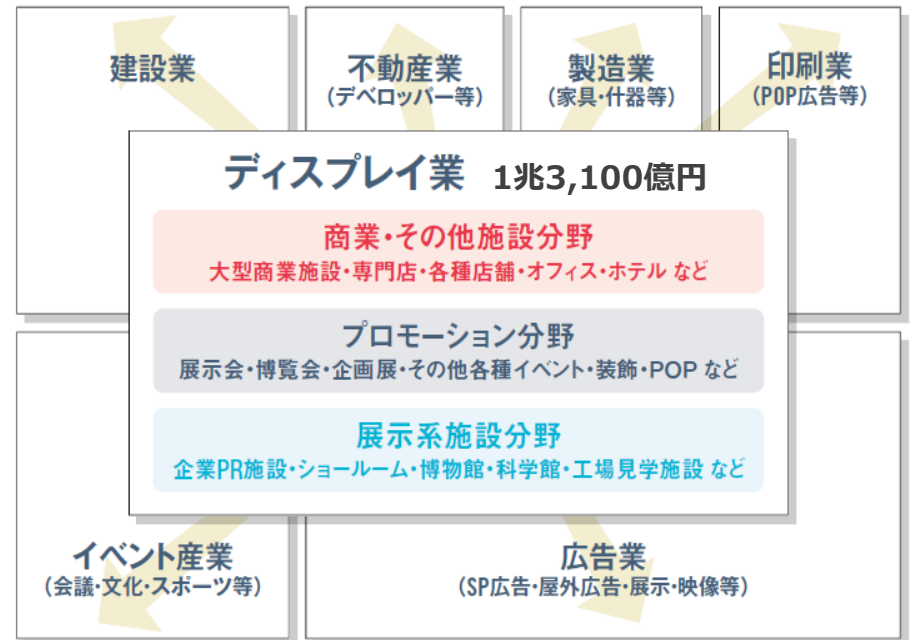 建設業
不動産業
(デベロッパー等)
製造業
(家具・什器等)
印刷業
(POP広告等)
ディスプレイ業 1兆3,100億円
商業・その他施設分野
大型商業施設・専門店・各種店舗・オフィス・ホテル など
プロモーション分野
展示会・博覧会・企画展・その他各種イベント・装飾・POP など
展示系施設分野
企業PR施設・ショールーム・博物館・科学館・工場見学施設 など
イベント産業
(会議・文化・スポーツ等)
広告業
(SP広告・屋外広告・展示・映像等)